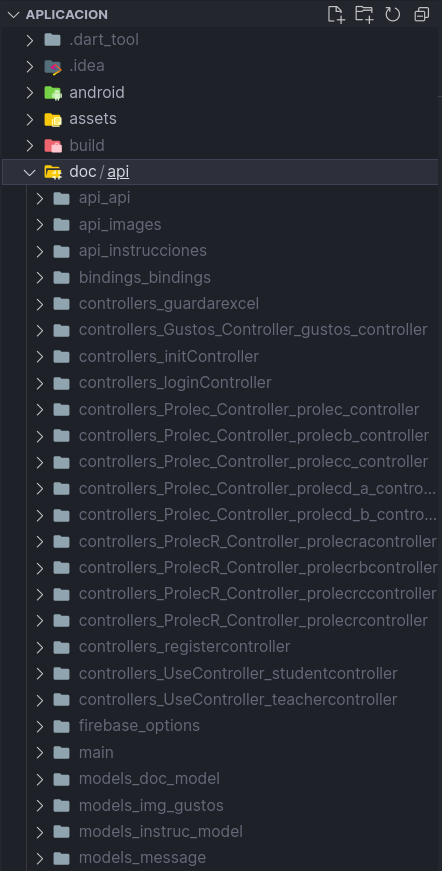 APLICACION
.dart_tool
.idea
android
assets
build
doc / api
api_api
api_images
api_instrucciones
bindings_bindings
controllers_guardarexcel
controllers_Gustos_Controller_gustos_controller
controllers_initController
controllers_loginController
controllers_Prolec_Controller_prolec_controller
controllers_Prolec_Controller_prolecb_controller
controllers_Prolec_Controller_prolecc_controller
controllers_Prolec_Controller_prolecd_a_contro...
controllers_Prolec_Controller_prolecd_b_contro...
controllers_ProlecR_Controller_prolecracontroller
controllers_ProlecR_Controller_prolecrbcontroller
controllers_ProlecR_Controller_prolecrccontroller
controllers_ProlecR_Controller_prolecrcontroller
controllers_registercontroller
controllers_UseController_studentcontroller
controllers_UseController_teachercontroller
firebase_options
main
models_doc_model
models_img_gustos
models_instruc_model
models_message